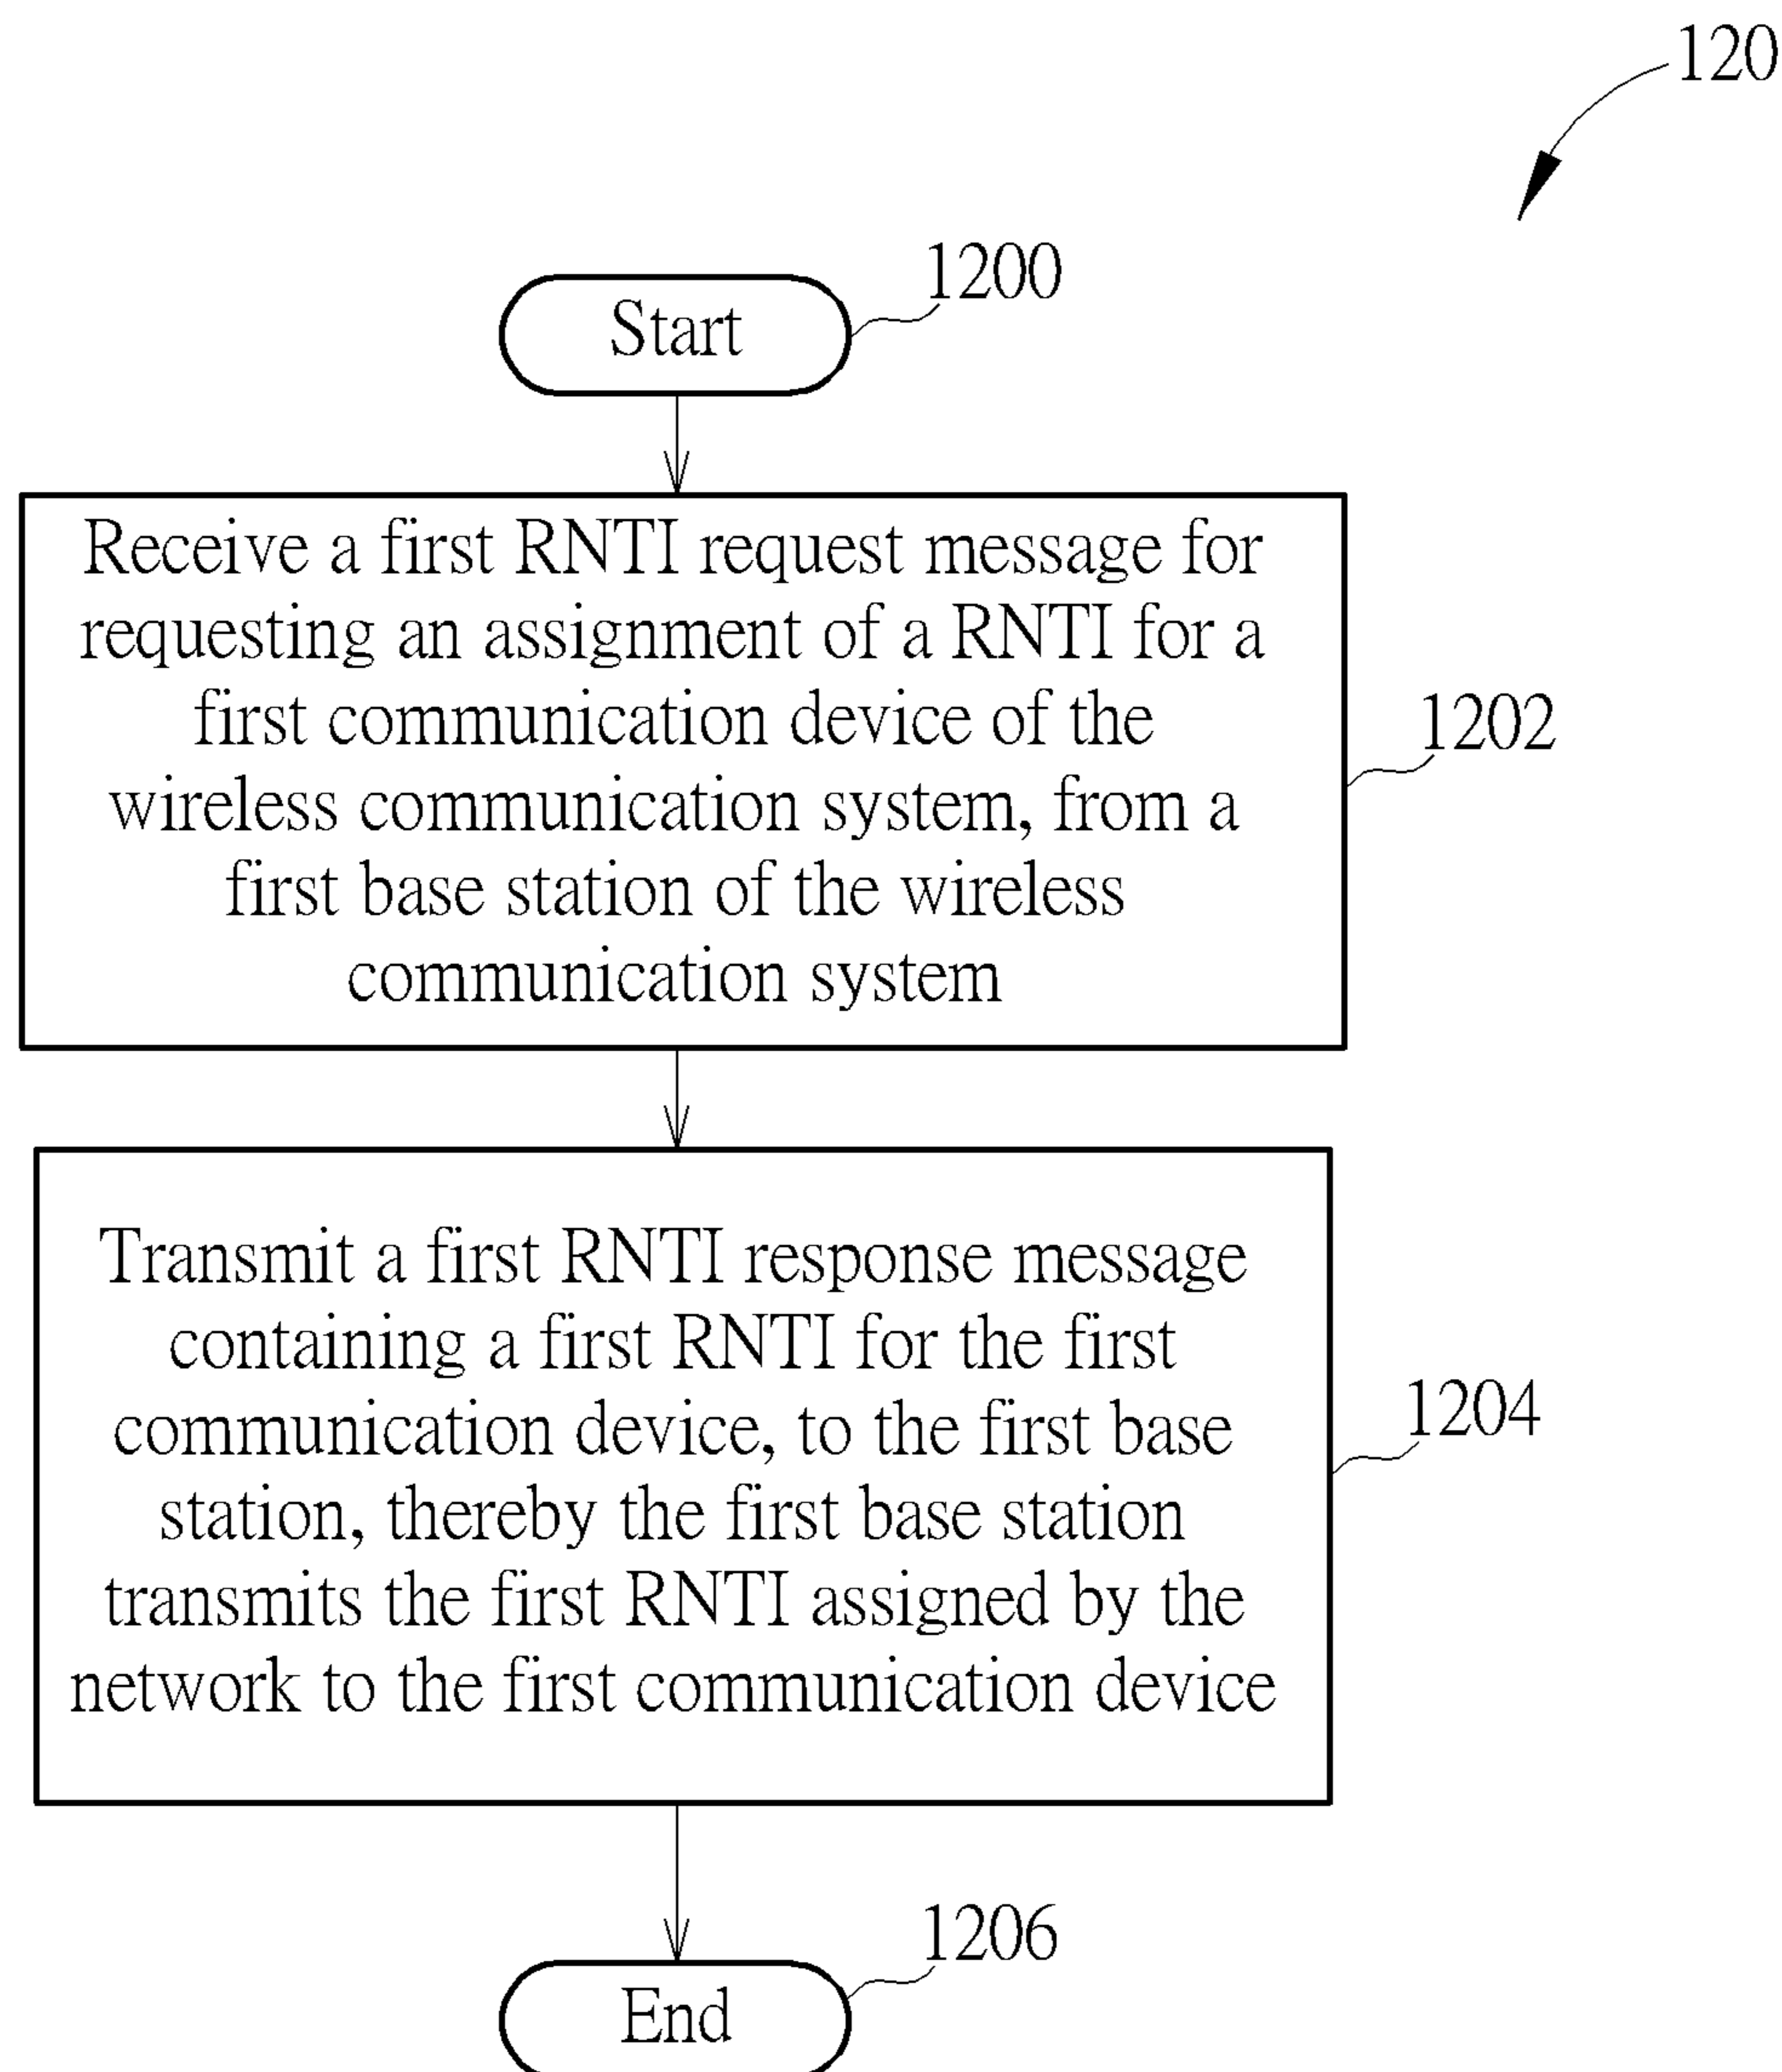 120
1200
Start
Receive a first RNTI request message for
requesting an assignment of a RNTI for a
first communication device of the
wireless communication system, from a
first base station of the wireless
communication system
1202
Transmit a first RNTI response message
containing a first RNTI for the first
communication device, to the first base
station, thereby the first base station
transmits the first RNTI assigned by the
network to the first communication device
1204
1206
End